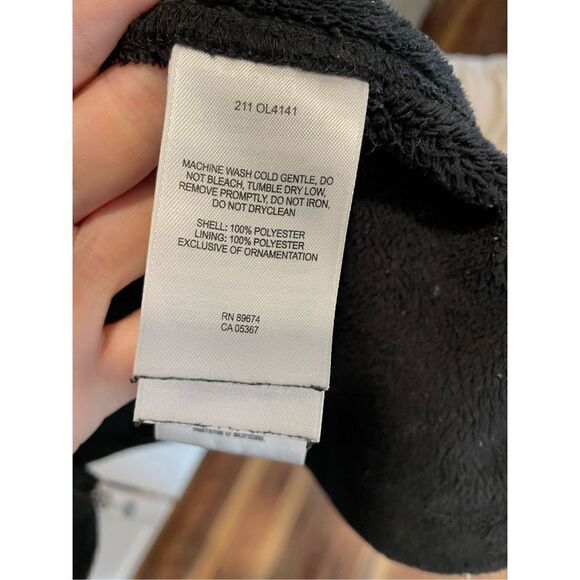 211 OL4141
MACHINE WASH COLD GENTLE, DO
NOT BLEACH, TUMBLE DRY LOW,
REMOVE PROMPTLY, DO NOT IRON,
DO NOT DRYCLEAN
SHELL: 100% POLYESTER
LINING: 100% POLYESTER
EXCLUSIVE OF ORNAMENTATION
RN 89674
CA 05367